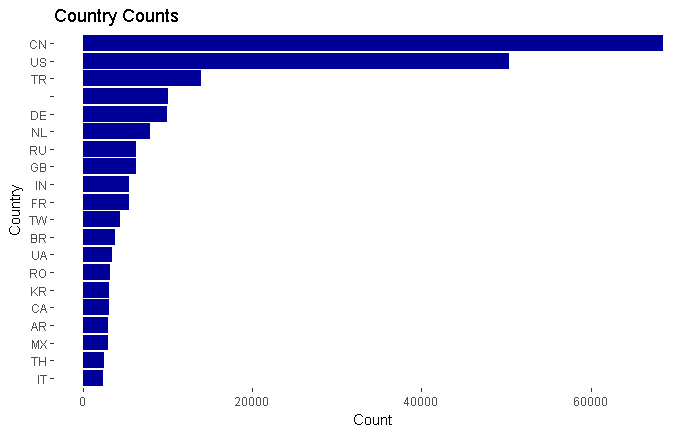 Country Counts
CN
US
TR
DE
NL
RU
GB
IN
FR
TW
BR
UA
RO
KR
CA
AR
MX
TH
IT
Country
0 20000 40000 60000
Count